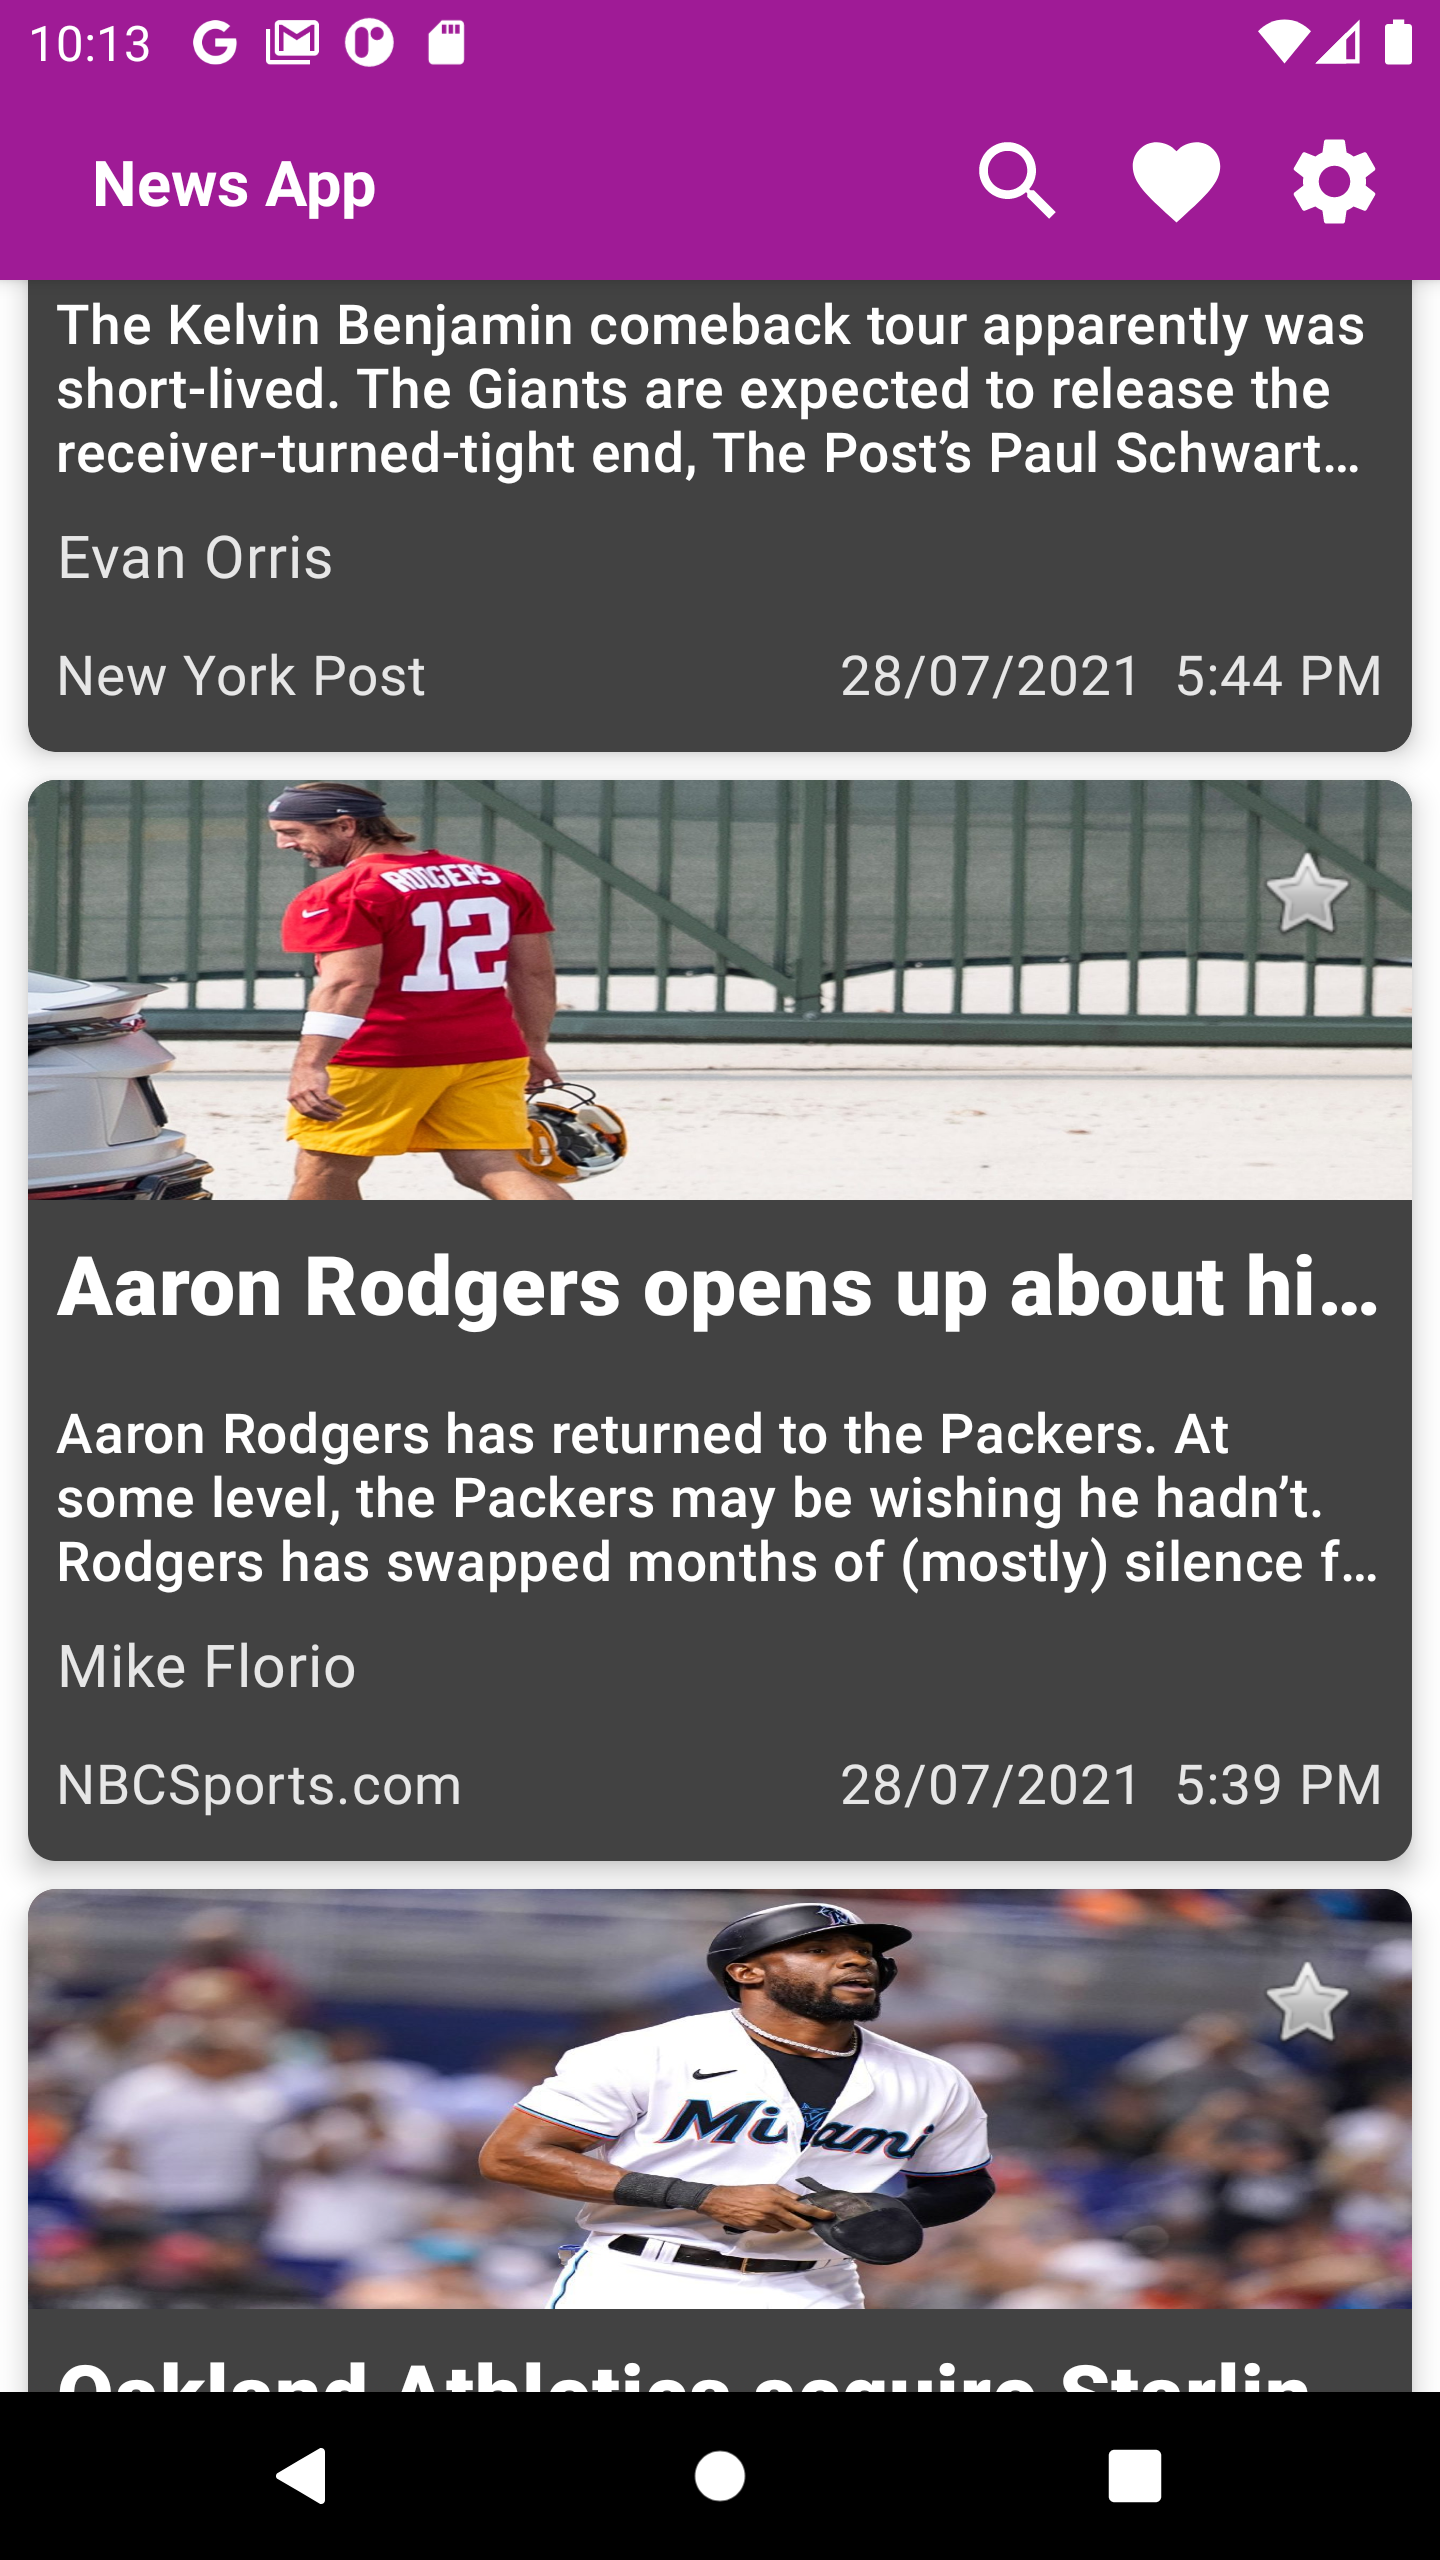 10:13
News App
The Kelvin Benjamin comeback tour apparently was
short-lived. The Giants are expected to release the
receiver-turned-tight end, The Post’s Paul Schwart…
Evan Orris
New York Post 28/07/2021 5:44 PM
RODGERS
12
Aaron Rodgers opens up about hi…
Aaron Rodgers has returned to the Packers. At
some level, the Packers may be wishing he hadn’t.
Rodgers has swapped months of (mostly) silence f…
Mike Florio
NBCSports.com 28/07/2021 5:39 PM
Miami
Oakland Athletics acquire Starlin